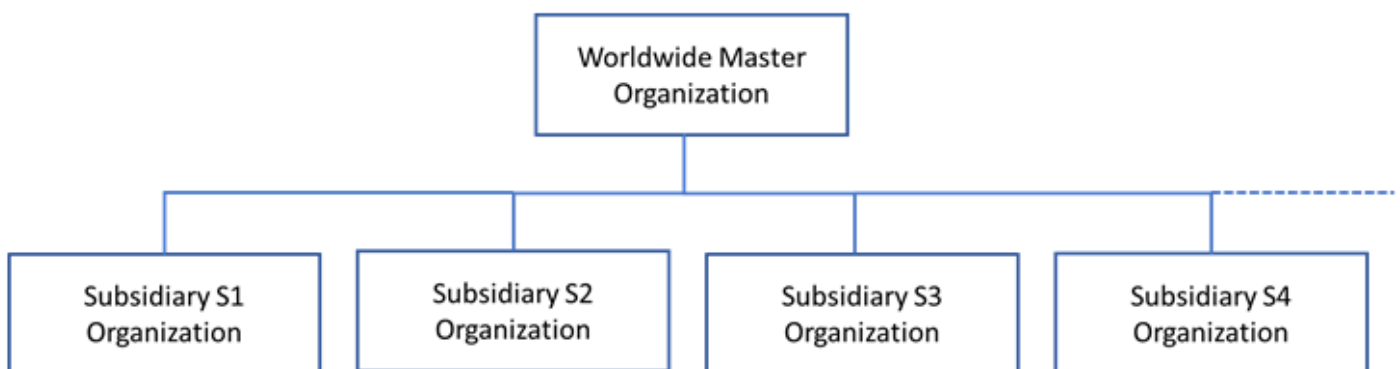 Worldwide Master
Organization
Subsidiary S1
Organization
Subsidiary S2
Organization
Subsidiary S3
Organization
Subsidiary S4
Organization